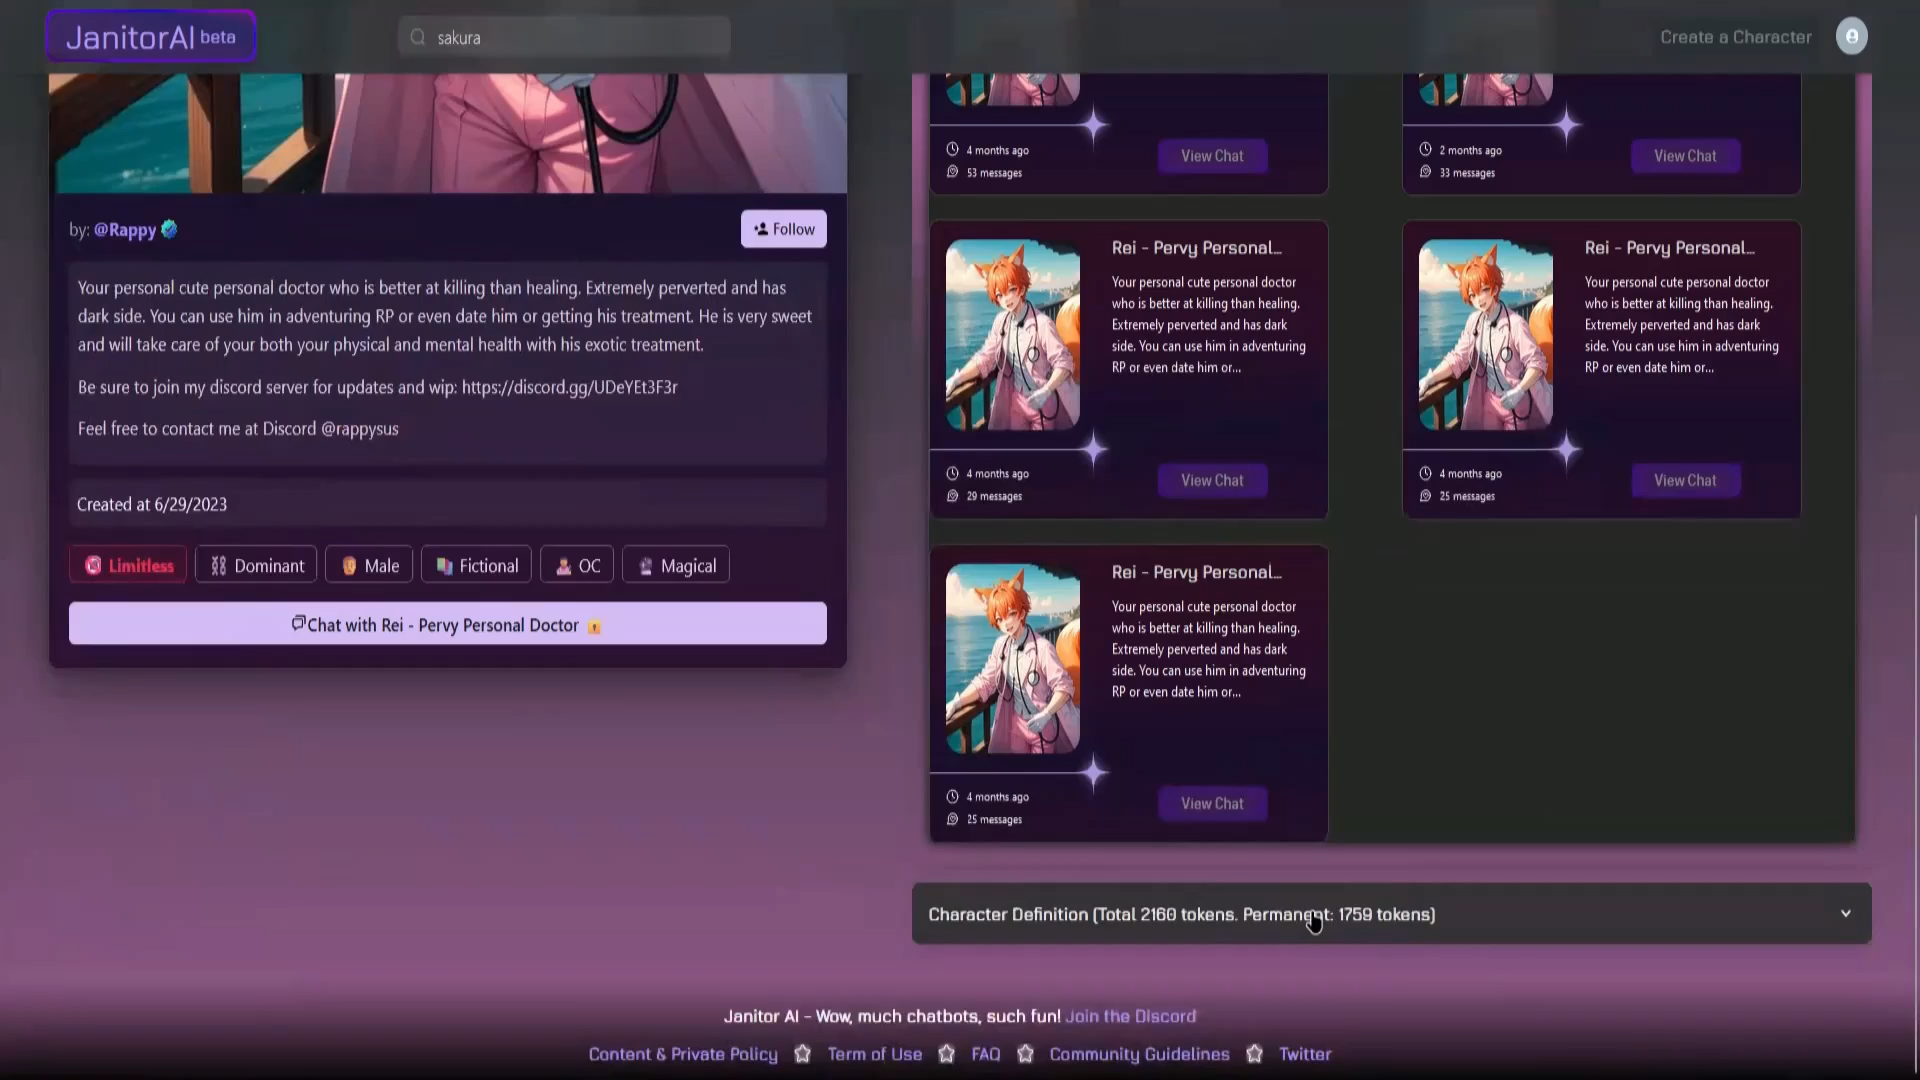 JanitorAI beta
sakura
Create a Character
by: @Rappy
Follow
Your personal cute personal doctor who is better at killing than healing. Extremely perverted and has
dark side. You can use him in adventuring RP or even date him or getting his treatment. He is very sweet
and will take care of your both your physical and mental health with his exotic treatment.
Be sure to join my discord server for updates and wip: https://discord.gg/UDeYEt3F3r
Feel free to contact me at Discord @rappysus
Created at 6/29/2023
Limitless
Dominant
Male
Fictional
OC
Magical
Chat with Rei - Pervy Personal Doctor
4 months ago
53 messages
View Chat
2 months ago
33 messages
View Chat
Rei - Pervy Personal...
Your personal cute personal doctor
who is better at killing than healing.
Extremely perverted and has dark
side. You can use him in adventuring
RP or even date him or...
4 months ago
29 messages
View Chat
Rei - Pervy Personal...
Your personal cute personal doctor
who is better at killing than healing.
Extremely perverted and has dark
side. You can use him in adventuring
RP or even date him or...
4 months ago
25 messages
View Chat
Rei - Pervy Personal...
Your personal cute personal doctor
who is better at killing than healing.
Extremely perverted and has dark
side. You can use him in adventuring
RP or even date him or...
4 months ago
25 messages
View Chat
Character Definition (Total 2160 tokens. Permanent: 1759 tokens)
Janitor AI - Wow, much chatbots, such fun! Join the Discord
Content & Private Policy
Term of Use
FAQ
Community Guidelines
Twitter